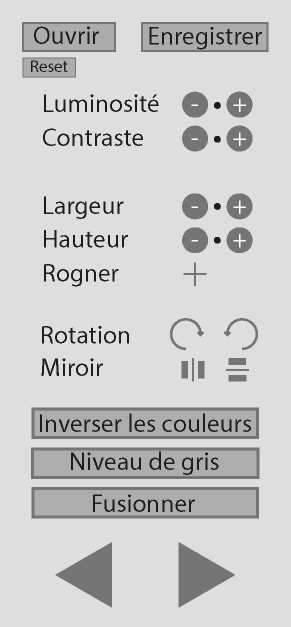 Ouvrir Enregistrer
Reset
Luminosité - • +
Contraste - • +
Largeur - • +
Hauteur - • +
Rogner
Rotation
Miroir
Inverser les couleurs
Niveau de gris
Fusionner